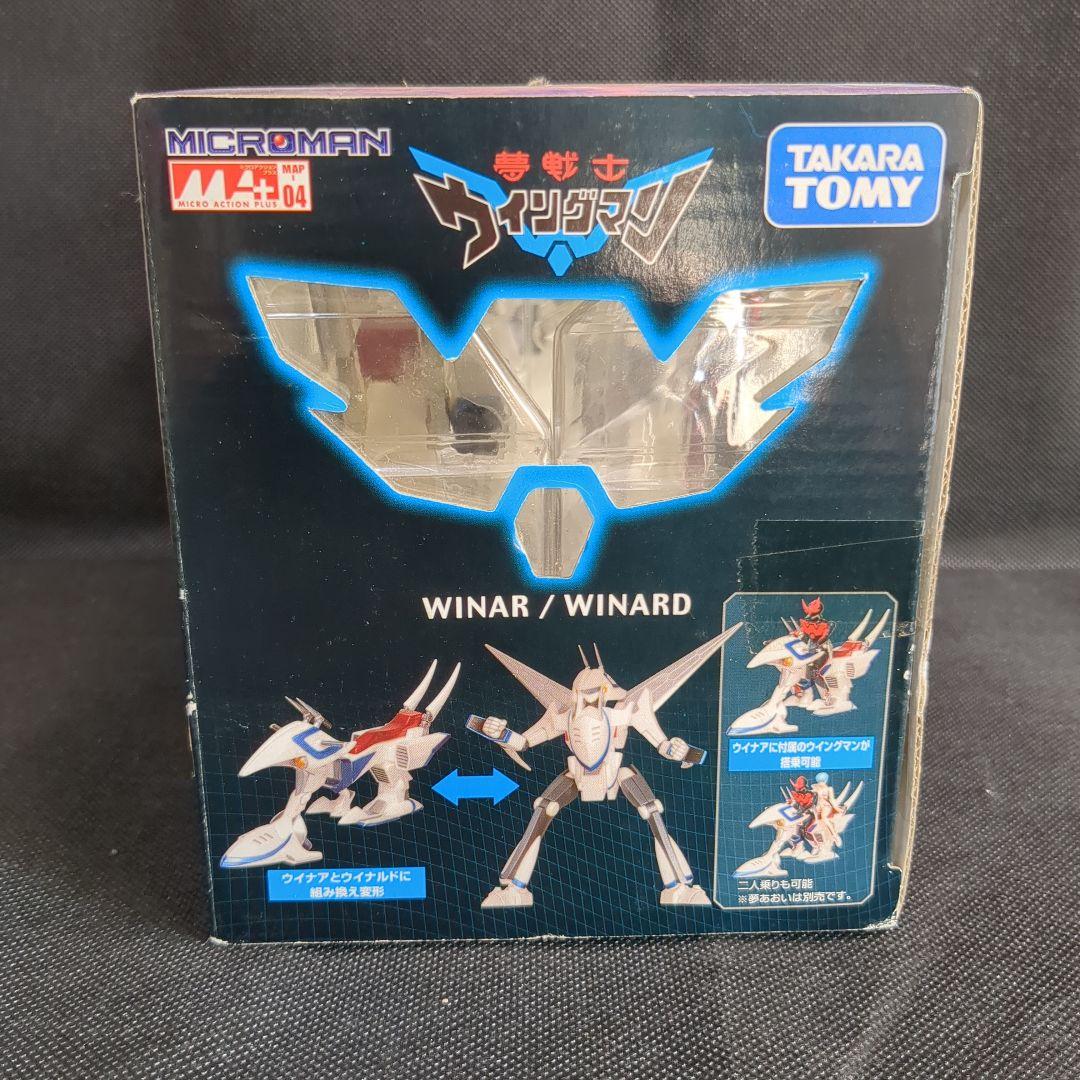 MICROMAN
ミクロアクション
プラス
MA+
MICRO ACTION PLUS
MAP
04
夢戦士
ウイングマン
TAKARA
TOMY
WINAR / WINARD
ウイナアに付属のウイングマンが
搭乗可能
ウイナアとウイナルドに
組み換え変形
二人乗りも可能
※夢あおいは別売です。